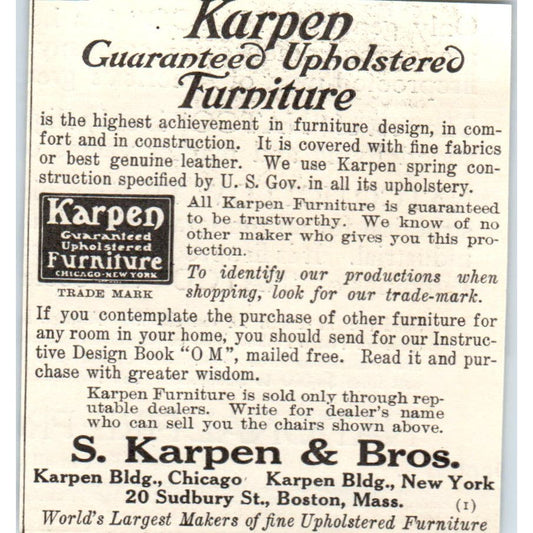 Karpen
Guaranteed Upholstered
Furniture
is the highest achievement in furniture design, in com-
fort and in construction. It is covered with fine fabrics
or best genuine leather. We use Karpen spring con-
struction specified by U. S. Gov. in all its upholstery.
Karpen
Guaranteed
Upholstered
Furniture
CHICAGO-NEW YORK
TRADE MARK
All Karpen Furniture is guaranteed
to be trustworthy. We know of no
other maker who gives you this pro-
tection.
To identify our productions when
shopping, look for our trade-mark.
If you contemplate the purchase of other furniture for
any room in your home, you should send for our Instruc-
tive Design Book "O M", mailed free. Read it and pur-
chase with greater wisdom.
Karpen Furniture is sold only through rep-
utable dealers. Write for dealer's name
who can sell you the chairs shown above.
S. Karpen & Bros.
Karpen Bldg., Chicago Karpen Bldg., New York
20 Sudbury St., Boston, Mass. (1)
World's Largest Makers of fine Upholstered Furniture